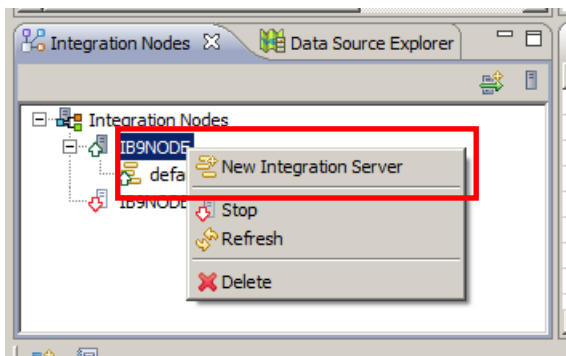 Integration Nodes Data Source Explorer
Integration Nodes
IB9NODE
New Integration Server
defa
IB9NODE
Stop
Refresh
Delete